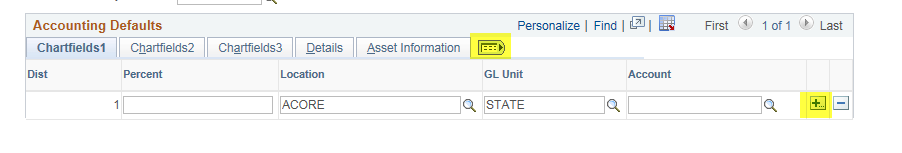 Accounting Defaults Personalize | Find | | First 1 of 1 Last
Chartfields1 Chartfields2 Chartfields3 Details Asset Information
Dist Percent Location GL Unit Account
1 ACORE STATE